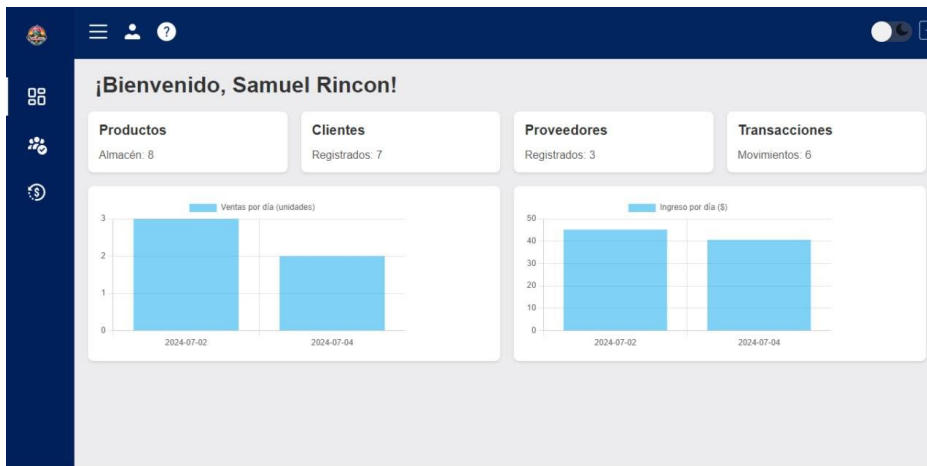 ?
¡Bienvenido, Samuel Rincon!
Productos
Almacén: 8
Clientes
Registrados: 7
Proveedores
Registrados: 3
Transacciones
Movimientos: 6
$
Ventas por día (unidades)
3
2
1
0
2024-07-02
2024-07-04
Ingreso por día ($)
50
40
30
20
10
0
2024-07-02
2024-07-04